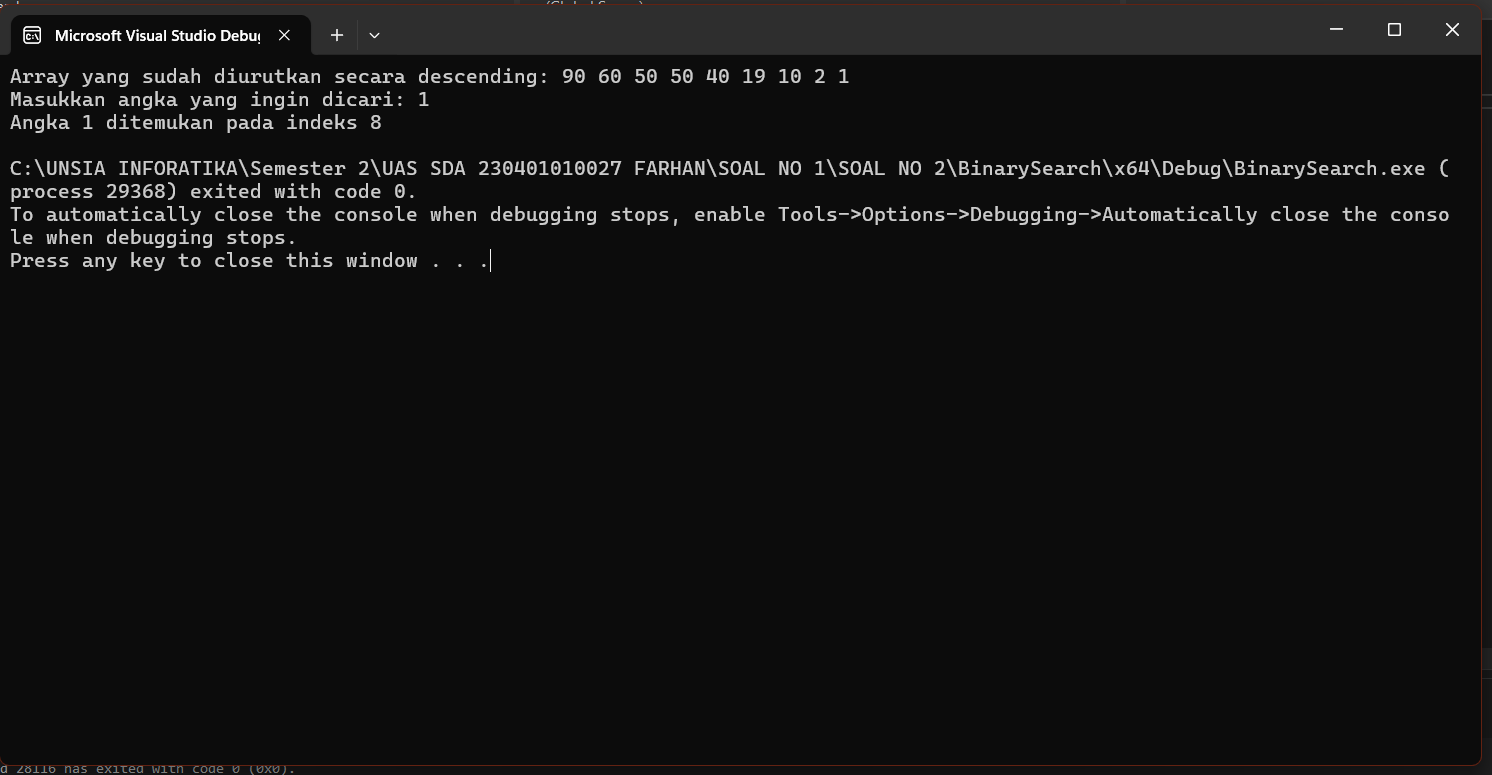 Microsoft Visual Studio Debug
Array yang sudah diurutkan secara descending: 90 60 50 50 40 19 10 2 1
Masukkan angka yang ingin dicari: 1
Angka 1 ditemukan pada indeks 8
C:\UNSIA INFORATIKA\Semester 2\UAS SDA 230401010027 FARHAN\SOAL NO 1\SOAL NO 2\BinarySearch\x64\Debug\BinarySearch.exe (
process 29368) exited with code 0.
To automatically close the console when debugging stops, enable Tools->Options->Debugging->Automatically close the conso
le when debugging stops.
Press any key to close this window . . .
d 28116 has exited with code 0 (0x0).